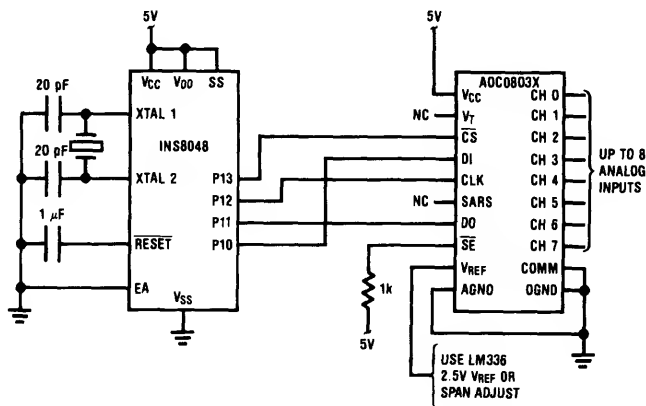 5V
5V
20 pF
VCC VDD SS
XTAL 1
INS8048
20 pF
XTAL 2
1 μF
RESET
EA
VSS
P13
P12
P11
P10
ADC0803X
VCC
NC VT
CS
DI
CLK
NC SARS
DO
SE
VREF
AGND
CH 0
CH 1
CH 2
CH 3
CH 4
CH 5
CH 6
CH 7
COMM
DGND
UP TO 8
ANALOG
INPUTS
1k
5V
USE LM336
2.5V VREF OR
SPAN ADJUST